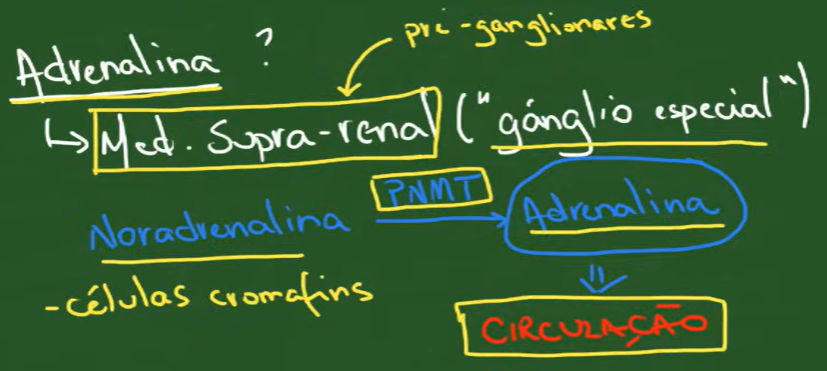 pré-ganglionares
Adrenalina ?
↳ Med. Supra-renal ("gânglio especial")
Noradrenalina PNMT → Adrenalina
- células cromafins
CIRCULAÇÃO